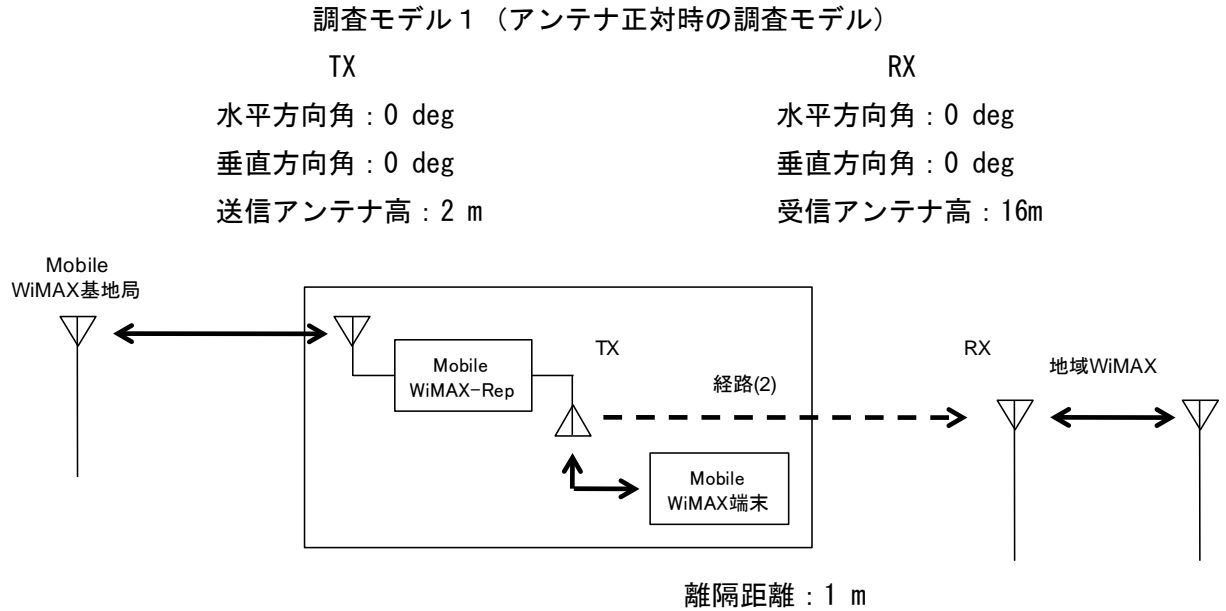 調査モデル１（アンテナ正対時の調査モデル）
TX
水平方向角：0 deg
垂直方向角：0 deg
送信アンテナ高：2 m
RX
水平方向角：0 deg
垂直方向角：0 deg
受信アンテナ高：16m
Mobile
WiMAX基地局
Mobile
WiMAX-Rep
TX
経路(2)
Mobile
WiMAX端末
RX
地域WiMAX
離隔距離：1 m